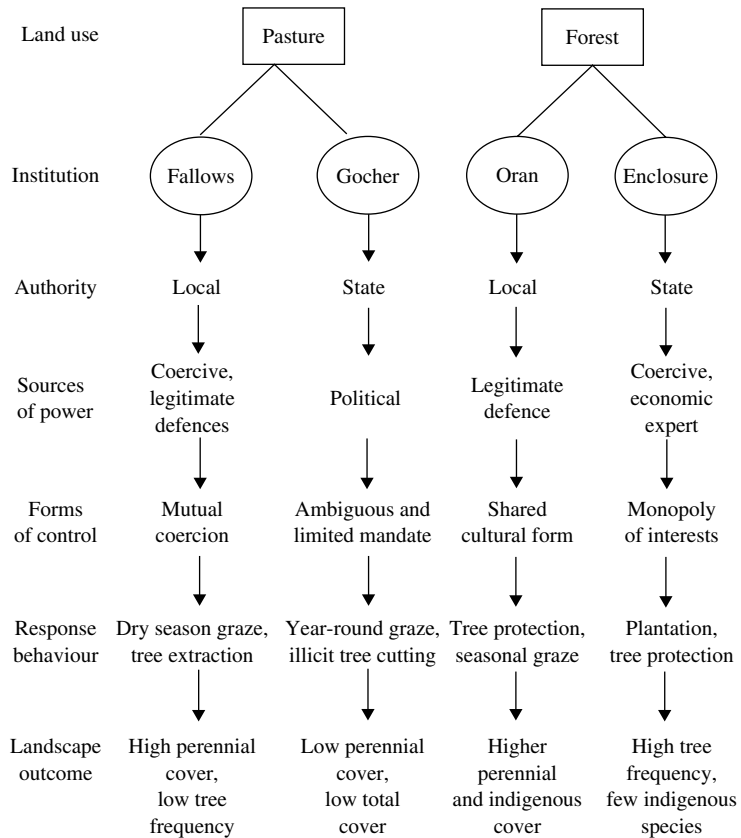 Land use
Pasture
Forest
Institution
Fallows
Gocher
Oran
Enclosure
Authority
Local
State
Local
State
Sources
of power
Coercive,
legitimate
defences
Political
Legitimate
defence
Coercive,
economic
expert
Forms
of control
Mutual
coercion
Ambiguous and
limited mandate
Shared
cultural form
Monopoly
of interests
Response
behaviour
Dry season graze,
tree extraction
Year-round graze,
illicit tree cutting
Tree protection,
seasonal graze
Plantation,
tree protection
Landscape
outcome
High perennial
cover,
low tree
frequency
Low perennial
cover,
low total
cover
Higher
perennial
and indigenous
cover
High tree
frequency,
few indigenous
species